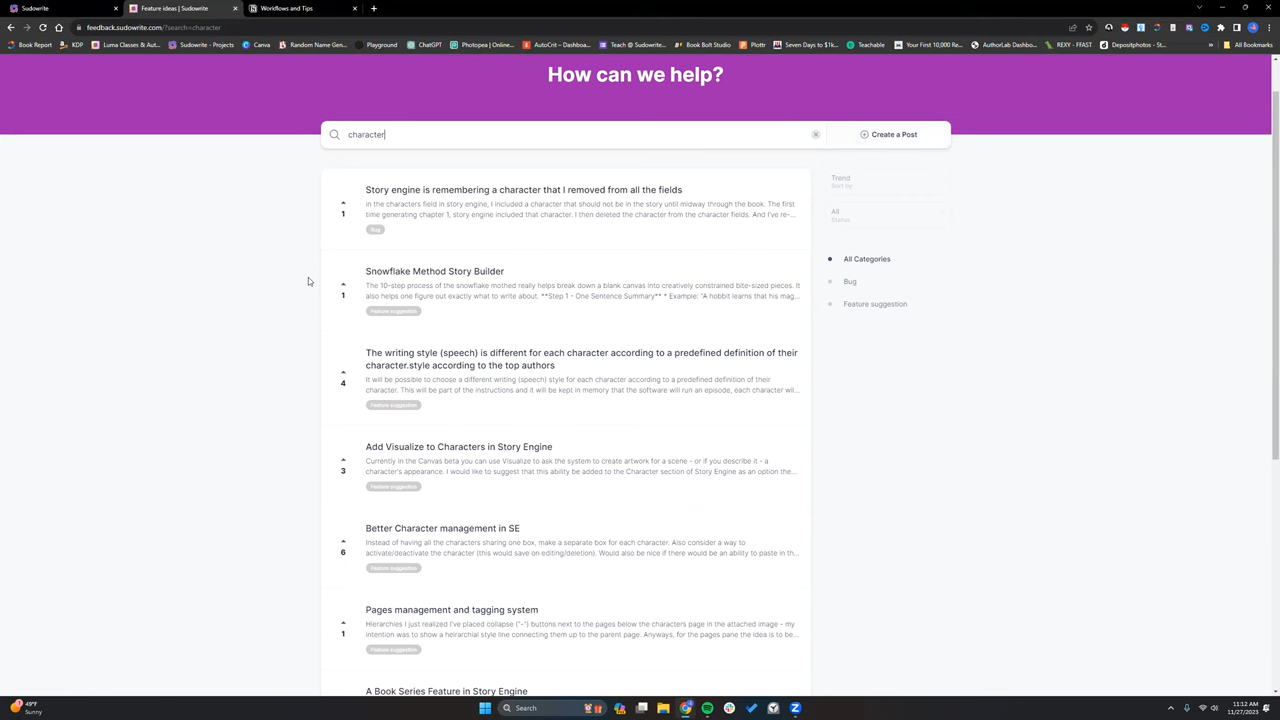 Sudowrite
Feature ideas | Sudowrite
Workflows and Tips
feedback.sudowrite.com/?search=character
Book Report
KDP
Luma Classes & Aut...
Sudowrite - Projects
Canva
Random Name Gen...
Playground
ChatGPT
Photopea | Online...
AutoCrit – Dashboa...
Teach @ Sudowrite...
Book Bolt Studio
Plottr
Seven Days to $1k...
Teachable
Your First 10,000 Re...
AuthorLab Dashbo...
REXY - FFAST
Depositphotos - St...
All Bookmarks
How can we help?
character
Create a Post
Story engine is remembering a character that I removed from all the fields
in the characters field in story engine, I included a character that should not be in the story until midway through the book. The first
time generating chapter 1, story engine included that character. I then deleted the character from the character fields. And I've re-...
1
Bug
Trend
Sort by
All
Status
All Categories
Bug
Feature suggestion
Snowflake Method Story Builder
The 10-step process of the snowflake mothed really helps break down a blank canvas into creatively constrained bite-sized pieces. It
also helps one figure out exactly what to write about. **Step 1 - One Sentence Summary** * Example: "A hobbit learns that his mag...
1
Feature suggestion
The writing style (speech) is different for each character according to a predefined definition of their
character.style according to the top authors
It will be possible to choose a different writing (speech) style for each character according to a predefined definition of their
character. This will be part of the instructions and it will be kept in memory that the software will run an episode, each character wil...
4
Feature suggestion
Add Visualize to Characters in Story Engine
Currently in the Canvas beta you can use Visualize to ask the system to create artwork for a scene - or if you describe it - a
character's appearance. I would like to suggest that this ability be added to the Character section of Story Engine as an option the...
3
Feature suggestion
Better Character management in SE
Instead of having all the characters sharing one box, make a separate box for each character. Also consider a way to
activate/deactivate the character (this would save on editing/deletion). Would also be nice if there would be an ability to paste in th...
6
Feature suggestion
Pages management and tagging system
Hierarchies I just realized I've placed collapse ("-") buttons next to the pages below the characters page in the attached image - my
intention was to show a heirarchial style line connecting them up to the parent page. Anyways, for the pages pane the idea is to be...
1
Feature suggestion
A Book Series Feature in Story Engine
49°F
Sunny
Search
11:12 AM
11/27/2023